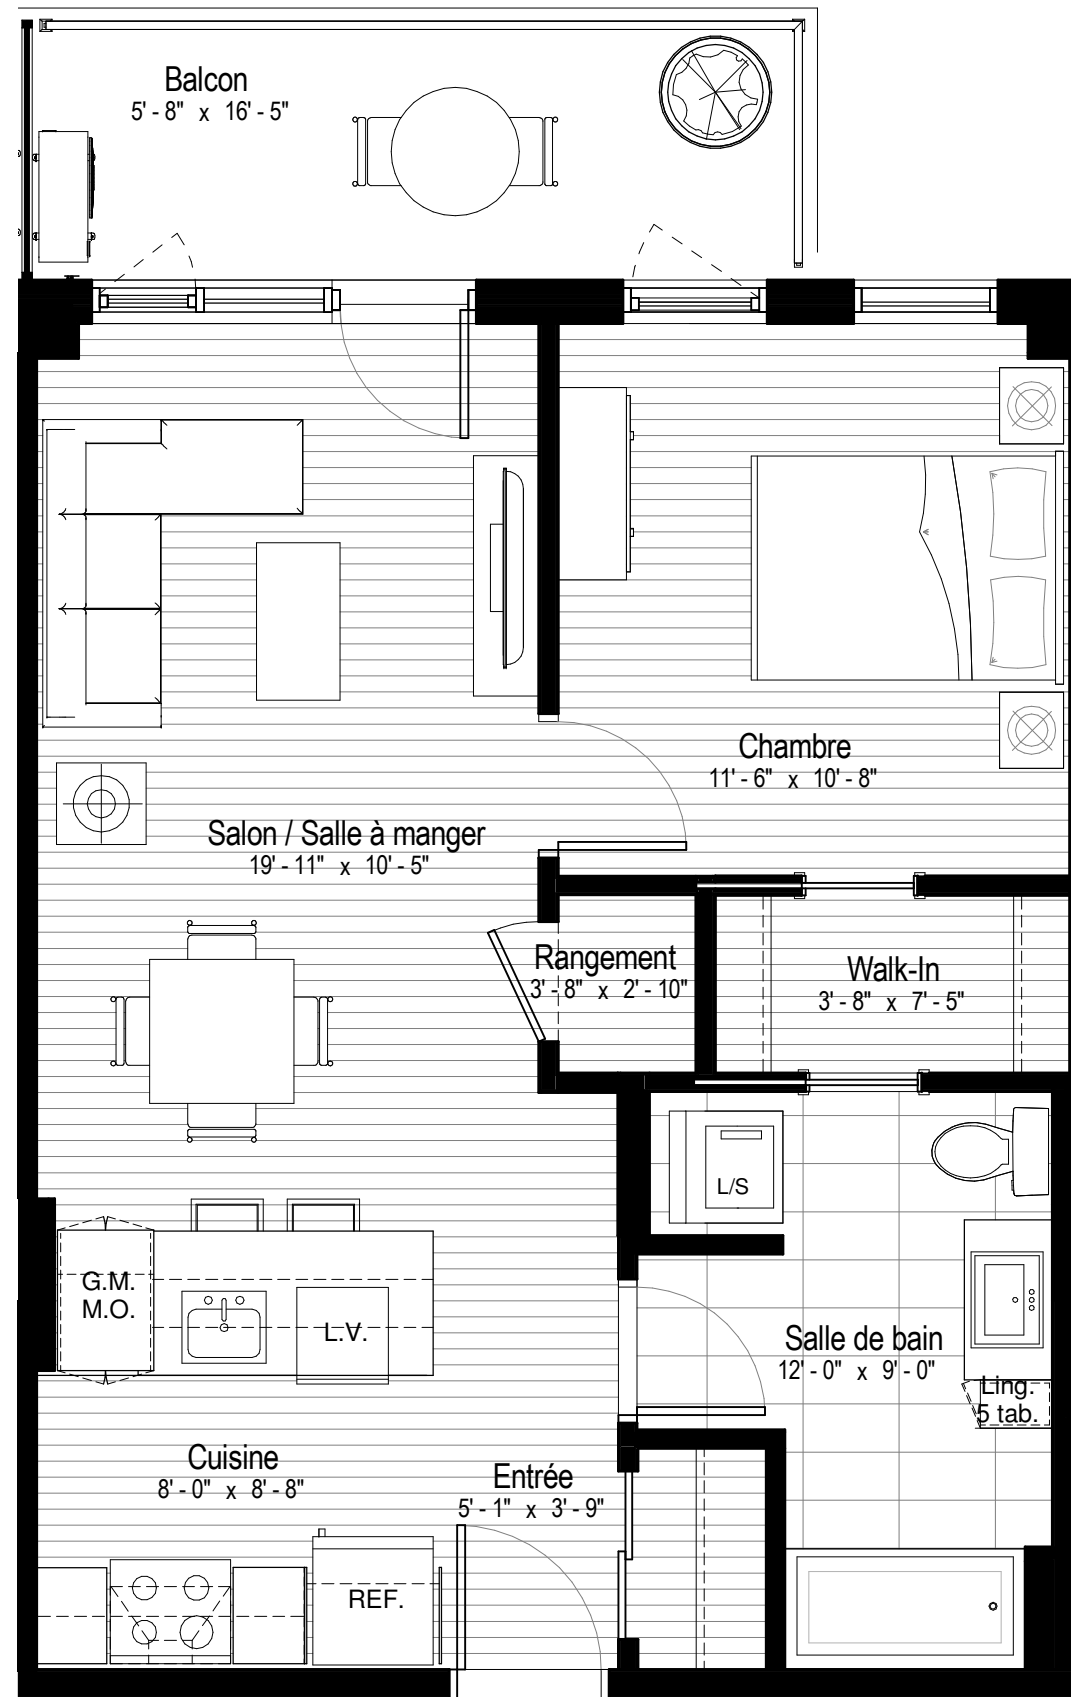 Balcon
5' - 8" x 16' - 5"
Chambre
11' - 6" x 10' - 8"
Salon / Salle à manger
19' - 11" x 10' - 5"
Rangement
3' - 8" x 2' - 10"
Walk-In
3' - 8" x 7' - 5"
L/S
G.M.
M.O.
L.V.
Salle de bain
12' - 0" x 9' - 0"
Ling.
5 tab.
Cuisine
8' - 0" x 8' - 8"
Entrée
5' - 1" x 3' - 9"
REF.